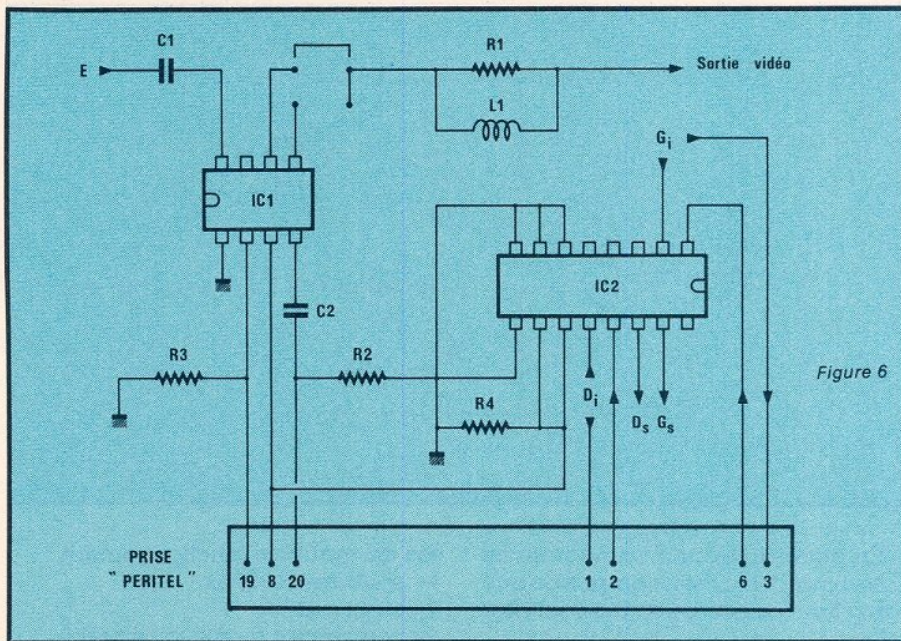 C1
R1
E
Sortie vidéo
L1
Gi
IC1
IC2
C2
R3
R2
Figure 6
R4
Di
Ds Gs
PRISE
" PERITEL "
19 8 20 1 2 6 3